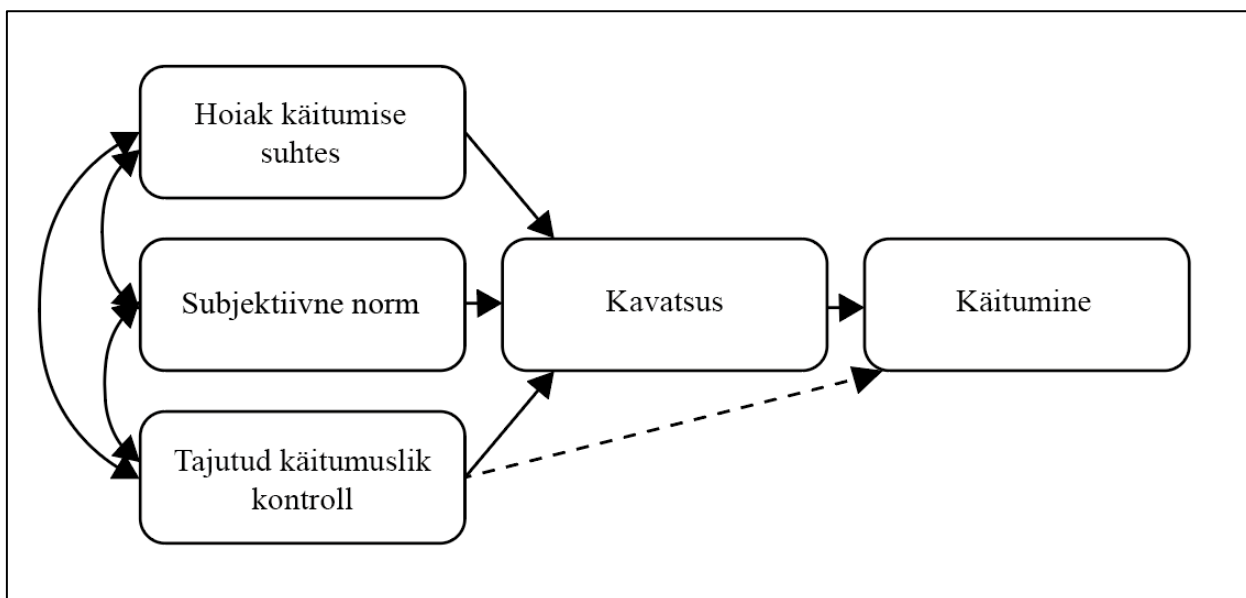 Hoiak käitumise
suhtes
Subjektiivne norm
Kavatsus
Käitumine
Tajutud käitumuslik
kontroll